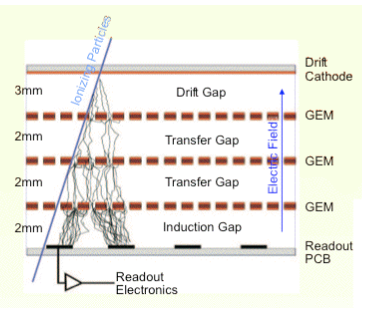 Ionizing Particles
Drift
Cathode
3mm
Drift Gap
GEM
2mm
Transfer Gap
Electric Field
GEM
2mm
Transfer Gap
GEM
2mm
Induction Gap
Readout
PCB
Readout
Electronics